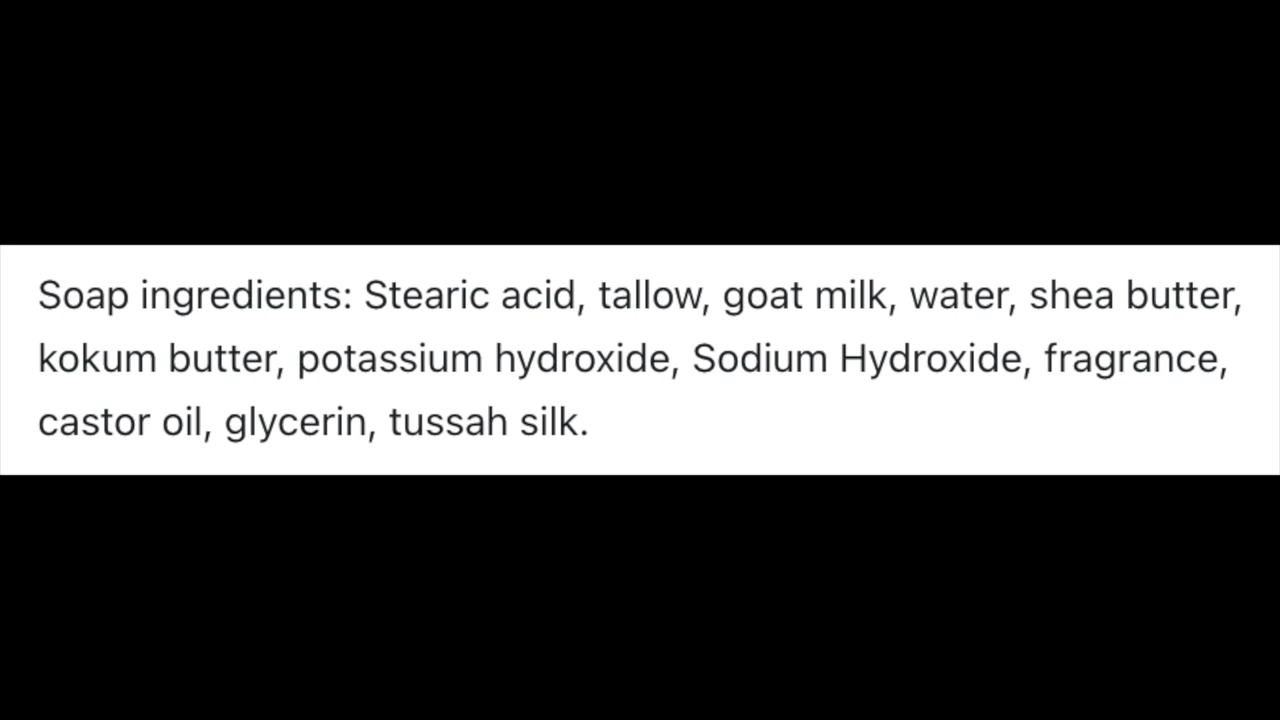 Soap ingredients: Stearic acid, tallow, goat milk, water, shea butter,
kokum butter, potassium hydroxide, Sodium Hydroxide, fragrance,
castor oil, glycerin, tussah silk.